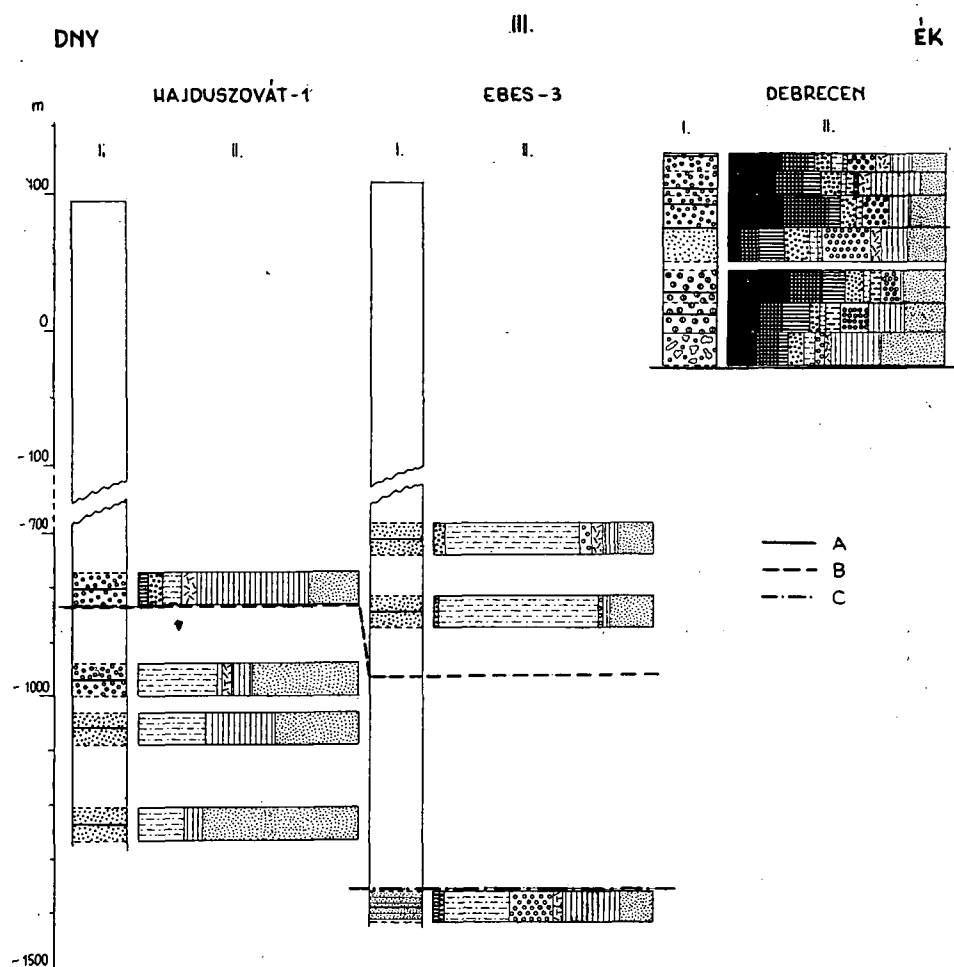 III.
DNY ÉK
HAJDUSZOVÁT-1 EBES-3 DEBRECEN
m
I. II. I. II. I. II.
100
0
-100
-700
A
B
C
-1000
-1500